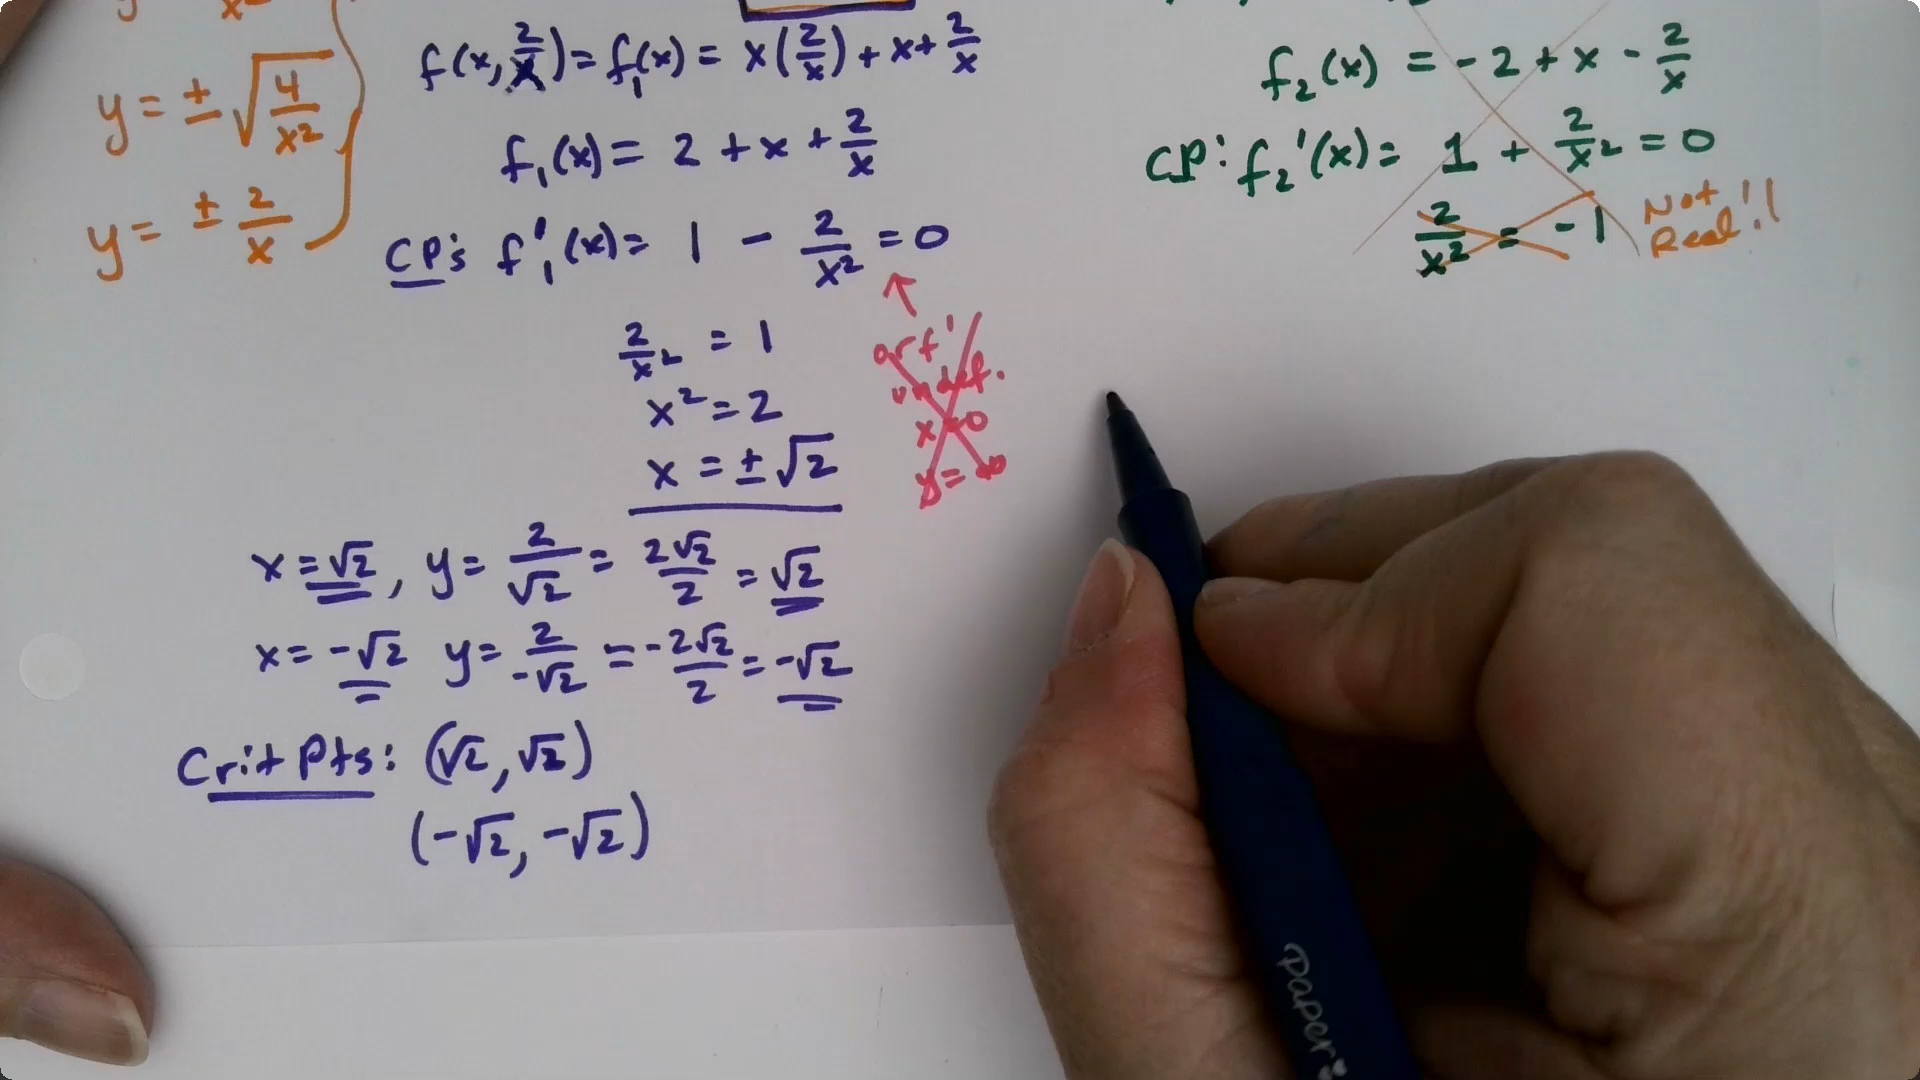 y = ± √(4/x²)
y = ± 2/x
f(x, 2/x) = f₁(x) = x(2/x) + x + 2/x
f₁(x) = 2 + x + 2/x
CP's f₁'(x) = 1 - 2/x² = 0
2/x² = 1
x² = 2
x = ±√2
or f'
undef.
x=0
x = √2, y = 2/√2 = 2√2/2 = √2
x = -√2 y = 2/-√2 = -2√2/2 = -√2
Crit Pts: (√2, √2)
(-√2, -√2)
f₂(x) = -2 + x - 2/x
CP: f₂'(x) = 1 + 2/x² = 0
2/x² = -1
Not
Real!!
paper